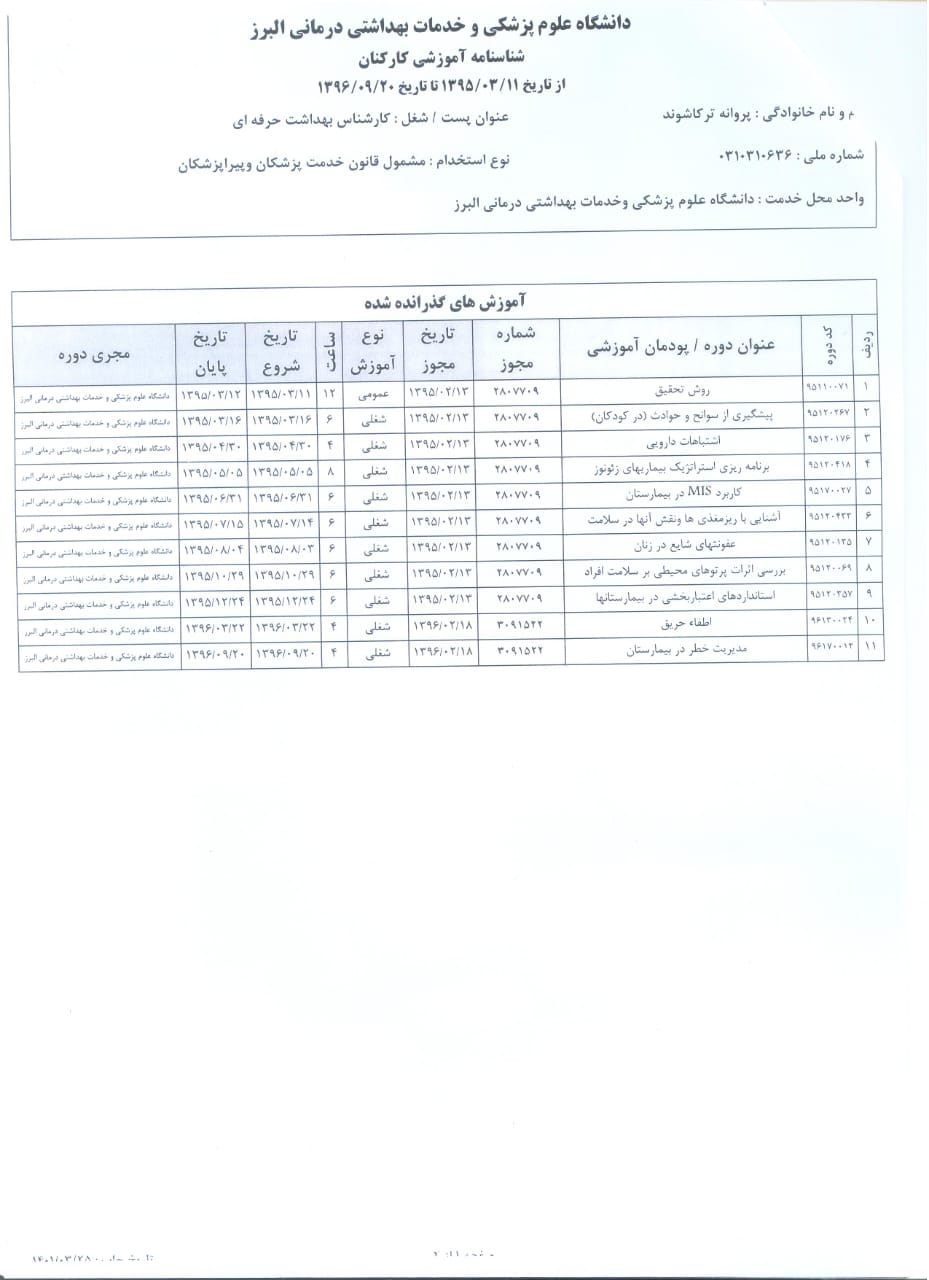 دانشگاه علوم پزشکی و خدمات بهداشتی درمانی البرز
شناسنامه آموزشی کارکنان
از تاریخ ۱۳۹۵/۰۳/۱۱ تا تاریخ ۱۳۹۶/۰۹/۲۰
م و نام خانوادگی : پروانه ترکاشوند عنوان پست / شغل : کارشناس بهداشت حرفه ای
شماره ملی : ۰۳۱۰۳۱۰۶۳۶ نوع استخدام : مشمول قانون خدمت پزشکان وپیراپزشکان
واحد محل خدمت : دانشگاه علوم پزشکی وخدمات بهداشتی درمانی البرز
آموزش های گذرانده شده
ردیف کد دوره عنوان دوره / پودمان آموزشی شماره مجوز تاریخ مجوز نوع آموزش ساعت تاریخ شروع تاریخ پایان مجری دوره
۱ ۹۵۱۱۰۰۷۱ روش تحقیق ۲۸۰۷۷۰۹ ۱۳۹۵/۰۲/۱۳ عمومی ۱۲ ۱۳۹۵/۰۳/۱۱ ۱۳۹۵/۰۳/۱۲ دانشگاه علوم پزشکی و خدمات بهداشتی درمانی البرز
۲ ۹۵۱۲۰۲۶۷ پیشگیری از سوانح و حوادث (در کودکان) ۲۸۰۷۷۰۹ ۱۳۹۵/۰۲/۱۳ شغلی ۶ ۱۳۹۵/۰۳/۱۶ ۱۳۹۵/۰۳/۱۶ دانشگاه علوم پزشکی و خدمات بهداشتی درمانی البرز
۳ ۹۵۱۲۰۱۷۶ اشتباهات دارویی ۲۸۰۷۷۰۹ ۱۳۹۵/۰۲/۱۳ شغلی ۴ ۱۳۹۵/۰۴/۳۰ ۱۳۹۵/۰۴/۳۰ دانشگاه علوم پزشکی و خدمات بهداشتی درمانی البرز
۴ ۹۵۱۲۰۴۱۸ برنامه ریزی استراتژیک بیماریهای زئونوز ۲۸۰۷۷۰۹ ۱۳۹۵/۰۲/۱۳ شغلی ۸ ۱۳۹۵/۰۵/۰۵ ۱۳۹۵/۰۵/۰۵ دانشگاه علوم پزشکی و خدمات بهداشتی درمانی البرز
۵ ۹۵۱۷۰۰۲۷ کاربرد MIS در بیمارستان ۲۸۰۷۷۰۹ ۱۳۹۵/۰۲/۱۳ شغلی ۶ ۱۳۹۵/۰۶/۳۱ ۱۳۹۵/۰۶/۳۱ دانشگاه علوم پزشکی و خدمات بهداشتی درمانی البرز
۶ ۹۵۱۲۰۴۳۳ آشنایی با ریزمغذی ها ونقش آنها در سلامت ۲۸۰۷۷۰۹ ۱۳۹۵/۰۲/۱۳ شغلی ۶ ۱۳۹۵/۰۷/۱۴ ۱۳۹۵/۰۷/۱۵ دانشگاه علوم پزشکی و خدمات بهداشتی درمانی البرز
۷ ۹۵۱۲۰۱۳۵ عفونتهای شایع در زنان ۲۸۰۷۷۰۹ ۱۳۹۵/۰۲/۱۳ شغلی ۶ ۱۳۹۵/۰۸/۰۳ ۱۳۹۵/۰۸/۰۴ دانشگاه علوم پزشکی و خدمات بهداشتی درمانی البرز
۸ ۹۵۱۲۰۰۶۹ بررسی اثرات پرتوهای محیطی بر سلامت افراد ۲۸۰۷۷۰۹ ۱۳۹۵/۰۲/۱۳ شغلی ۶ ۱۳۹۵/۱۰/۲۹ ۱۳۹۵/۱۰/۲۹ دانشگاه علوم پزشکی و خدمات بهداشتی درمانی البرز
۹ ۹۵۱۲۰۲۵۷ استانداردهای اعتباربخشی در بیمارستانها ۲۸۰۷۷۰۹ ۱۳۹۵/۰۲/۱۳ شغلی ۶ ۱۳۹۵/۱۲/۲۴ ۱۳۹۵/۱۲/۲۴ دانشگاه علوم پزشکی و خدمات بهداشتی درمانی البرز
۱۰ ۹۶۱۳۰۰۲۴ اطفاء حریق ۳۰۹۱۵۲۲ ۱۳۹۶/۰۲/۱۸ شغلی ۴ ۱۳۹۶/۰۳/۲۲ ۱۳۹۶/۰۳/۲۲ دانشگاه علوم پزشکی و خدمات بهداشتی درمانی البرز
۱۱ ۹۶۱۷۰۰۱۲ مدیریت خطر در بیمارستان ۳۰۹۱۵۲۲ ۱۳۹۶/۰۲/۱۸ شغلی ۴ ۱۳۹۶/۰۹/۲۰ ۱۳۹۶/۰۹/۲۰ دانشگاه علوم پزشکی و خدمات بهداشتی درمانی البرز